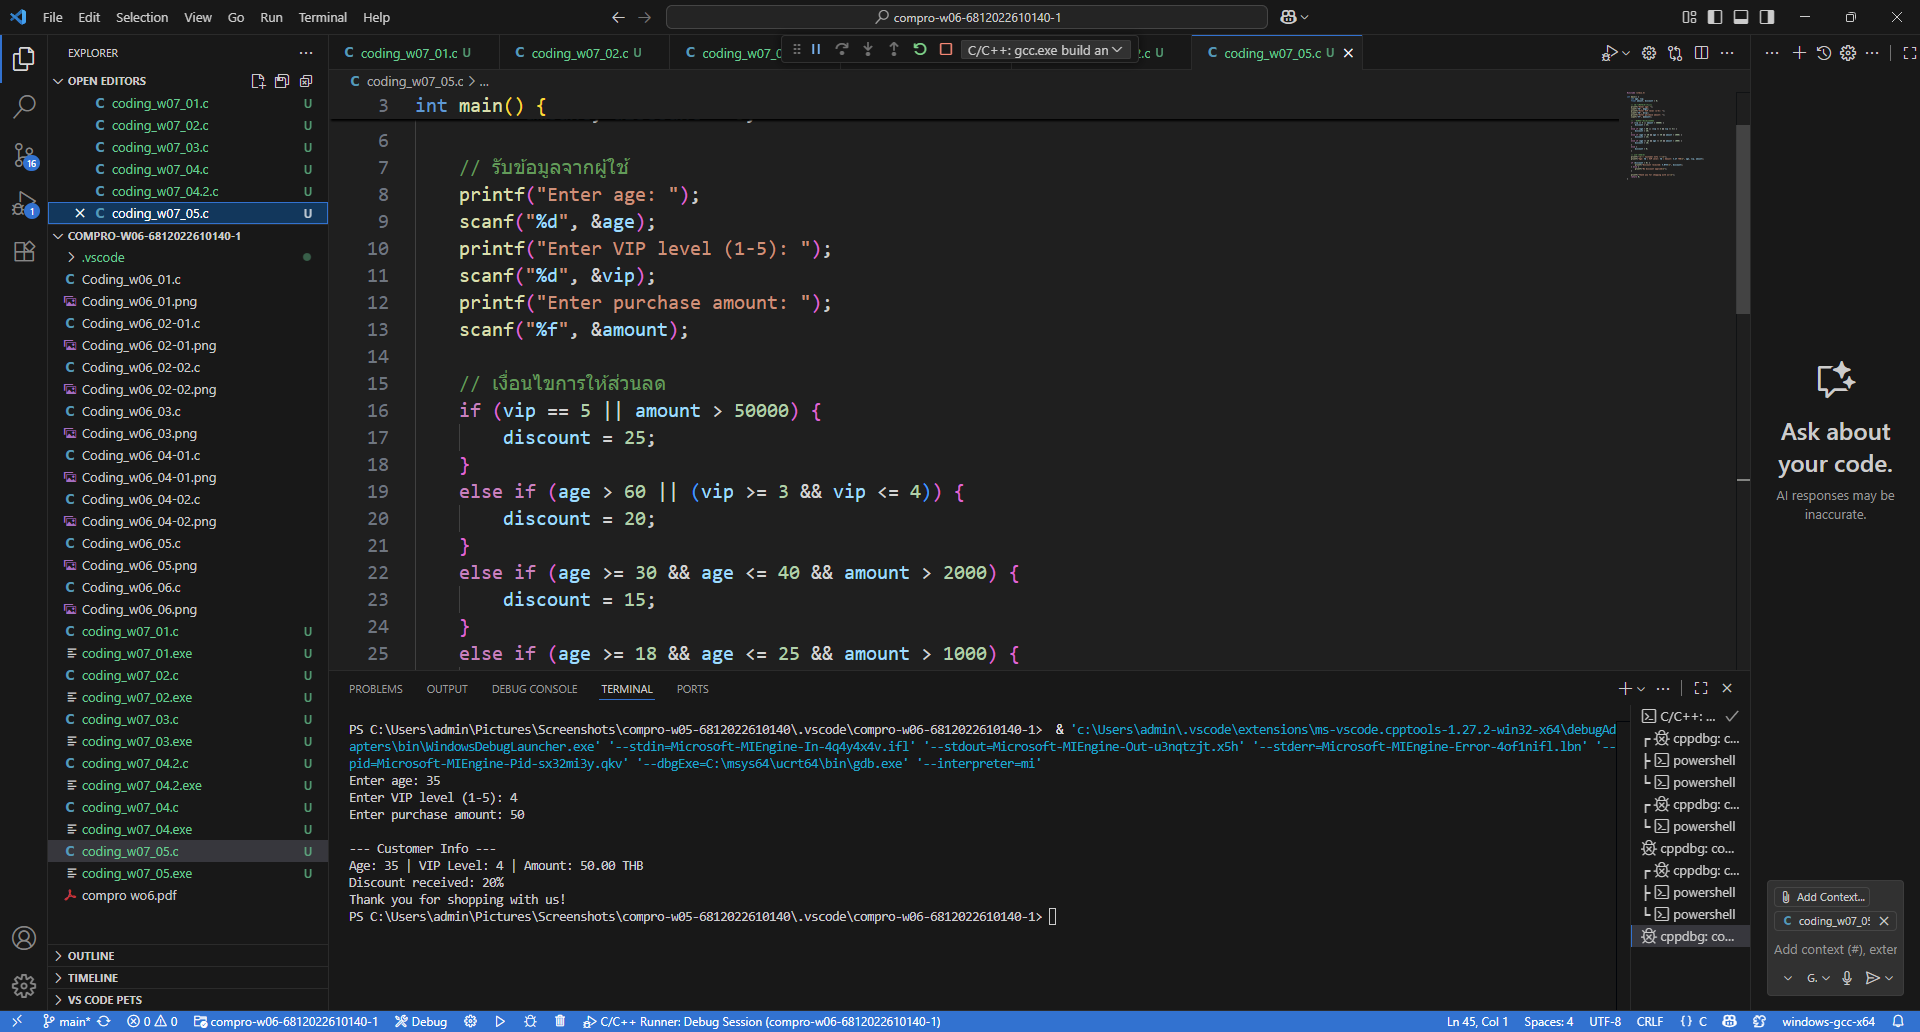 File Edit Selection View Go Run Terminal Help
compro-w06-6812022610140-1
EXPLORER
OPEN EDITORS
coding_w07_01.c U
coding_w07_02.c U
coding_w07_03.c U
coding_w07_04.c U
coding_w07_04.2.c U
coding_w07_05.c U
COMPRO-W06-6812022610140-1
.vscode
Coding_w06_01.c
Coding_w06_01.png
Coding_w06_02-01.c
Coding_w06_02-01.png
Coding_w06_02-02.c
Coding_w06_02-02.png
Coding_w06_03.c
Coding_w06_03.png
Coding_w06_04-01.c
Coding_w06_04-01.png
Coding_w06_04-02.c
Coding_w06_04-02.png
Coding_w06_05.c
Coding_w06_05.png
Coding_w06_06.c
Coding_w06_06.png
coding_w07_01.c U
coding_w07_01.exe U
coding_w07_02.c U
coding_w07_02.exe U
coding_w07_03.c U
coding_w07_03.exe U
coding_w07_04.2.c U
coding_w07_04.2.exe U
coding_w07_04.c U
coding_w07_04.exe U
coding_w07_05.c U
coding_w07_05.exe U
compro wo6.pdf
OUTLINE
TIMELINE
VS CODE PETS
16
1
coding_w07_01.c U
coding_w07_02.c U
coding_w07_0
C/C++: gcc.exe build an
.c U
coding_w07_05.c U
coding_w07_05.c > ...
3 int main() {
6
7 // รับข้อมูลจากผู้ใช้
8 printf("Enter age: ");
9 scanf("%d", &age);
10 printf("Enter VIP level (1-5): ");
11 scanf("%d", &vip);
12 printf("Enter purchase amount: ");
13 scanf("%f", &amount);
14
15 // เงื่อนไขการให้ส่วนลด
16 if (vip == 5 || amount > 50000) {
17 discount = 25;
18 }
19 else if (age > 60 || (vip >= 3 && vip <= 4)) {
20 discount = 20;
21 }
22 else if (age >= 30 && age <= 40 && amount > 2000) {
23 discount = 15;
24 }
25 else if (age >= 18 && age <= 25 && amount > 1000) {
PROBLEMS OUTPUT DEBUG CONSOLE TERMINAL PORTS
PS C:\Users\admin\Pictures\Screenshots\compro-w05-6812022610140\.vscode\compro-w06-6812022610140-1> & 'c:\Users\admin\.vscode\extensions\ms-vscode.cpptools-1.27.2-win32-x64\debugAd
apters\bin\WindowsDebugLauncher.exe' '--stdin=Microsoft-MIEngine-In-4q4y4x4v.ifl' '--stdout=Microsoft-MIEngine-Out-u3nqtzjt.x5h' '--stderr=Microsoft-MIEngine-Error-4of1nifl.lbn' '--
pid=Microsoft-MIEngine-Pid-sx32mi3y.qkv' '--dbgExe=C:\msys64\ucrt64\bin\gdb.exe' '--interpreter=mi'
Enter age: 35
Enter VIP level (1-5): 4
Enter purchase amount: 50
--- Customer Info ---
Age: 35 | VIP Level: 4 | Amount: 50.00 THB
Discount received: 20%
Thank you for shopping with us!
PS C:\Users\admin\Pictures\Screenshots\compro-w05-6812022610140\.vscode\compro-w06-6812022610140-1>
C/C++: ...
cppdbg: c...
powershell
powershell
cppdbg: c...
powershell
cppdbg: co...
cppdbg: c...
powershell
powershell
cppdbg: co...
Ask about
your code.
AI responses may be
inaccurate.
Add Context...
coding_w07_05
Add context (#), exter
G.
main* 0 0 compro-w06-6812022610140-1 Debug C/C++ Runner: Debug Session (compro-w06-6812022610140-1) Ln 45, Col 1 Spaces: 4 UTF-8 CRLF {} C windows-gcc-x64